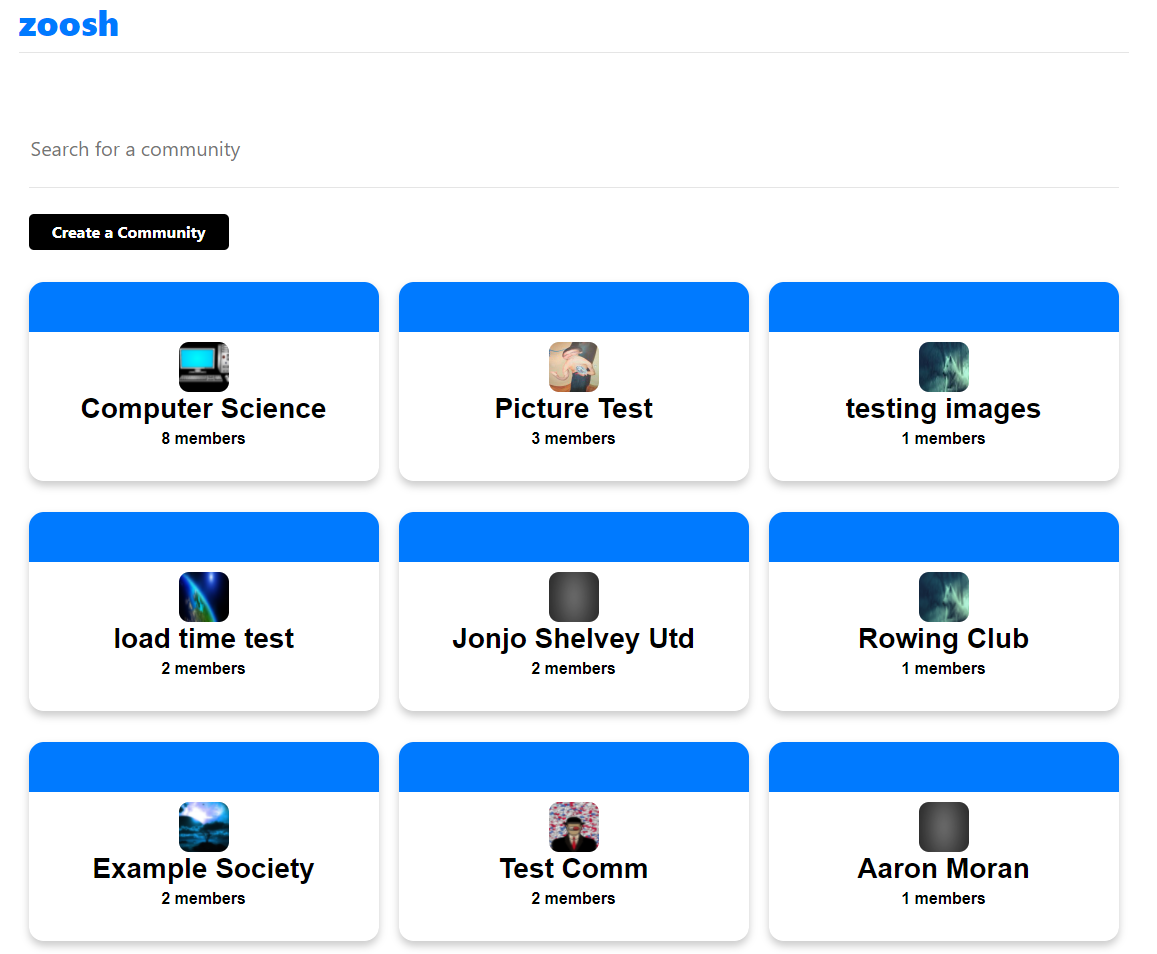 zoosh
Search for a community
Create a Community
Computer Science
8 members
Picture Test
3 members
testing images
1 members
load time test
2 members
Jonjo Shelvey Utd
2 members
Rowing Club
1 members
Example Society
2 members
Test Comm
2 members
Aaron Moran
1 members